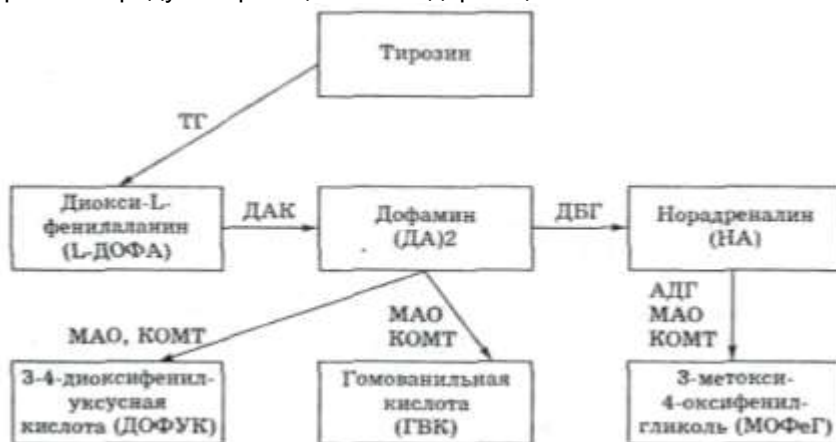 Тирозин
ТГ
Диокси-L-
фенилаланин
(L-ДОФА)
ДАК
Дофамин
(ДА)2
ДБГ
Норадреналин
(НА)
МАО, КОМТ
МАО
КОМТ
АДГ
МАО
КОМТ
3-4-диоксифенил-
уксусная
кислота (ДОФУК)
Гомованильная
кислота
(ГВК)
3-метокси-
4-оксифенил-
гликоль (МОФеГ)